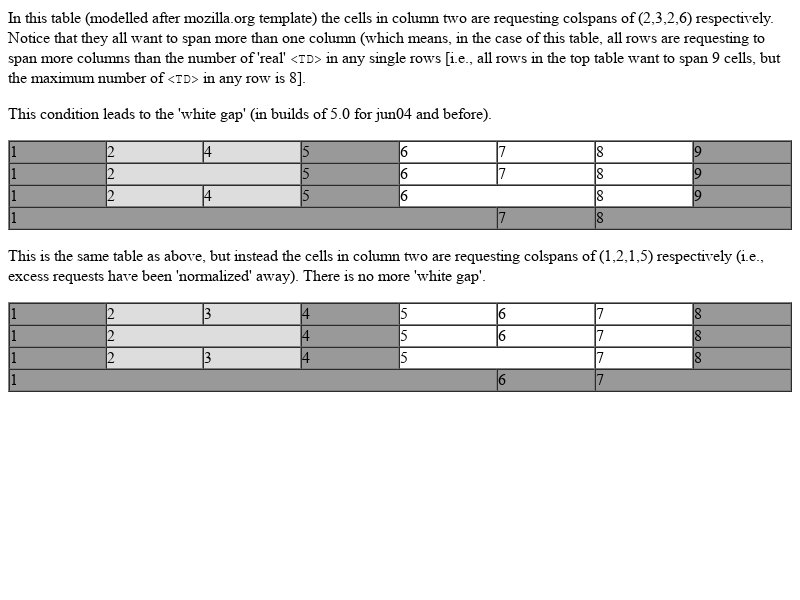 In this table (modelled after mozilla.org template) the cells in column two are requesting colspans of (2,3,2,6) respectively.
Notice that they all want to span more than one column (which means, in the case of this table, all rows are requesting to
span more columns than the number of 'real' <TD> in any single rows [i.e., all rows in the top table want to span 9 cells, but
the maximum number of <TD> in any row is 8].
This condition leads to the 'white gap' (in builds of 5.0 for jun04 and before).
1 2 4 5 6 7 8 9
1 2 5 6 7 8 9
1 2 4 5 6 8 9
1 7 8
This is the same table as above, but instead the cells in column two are requesting colspans of (1,2,1,5) respectively (i.e.,
excess requests have been 'normalized' away). There is no more 'white gap'.
1 2 3 4 5 6 7 8
1 2 4 5 6 7 8
1 2 3 4 5 7 8
1 6 7